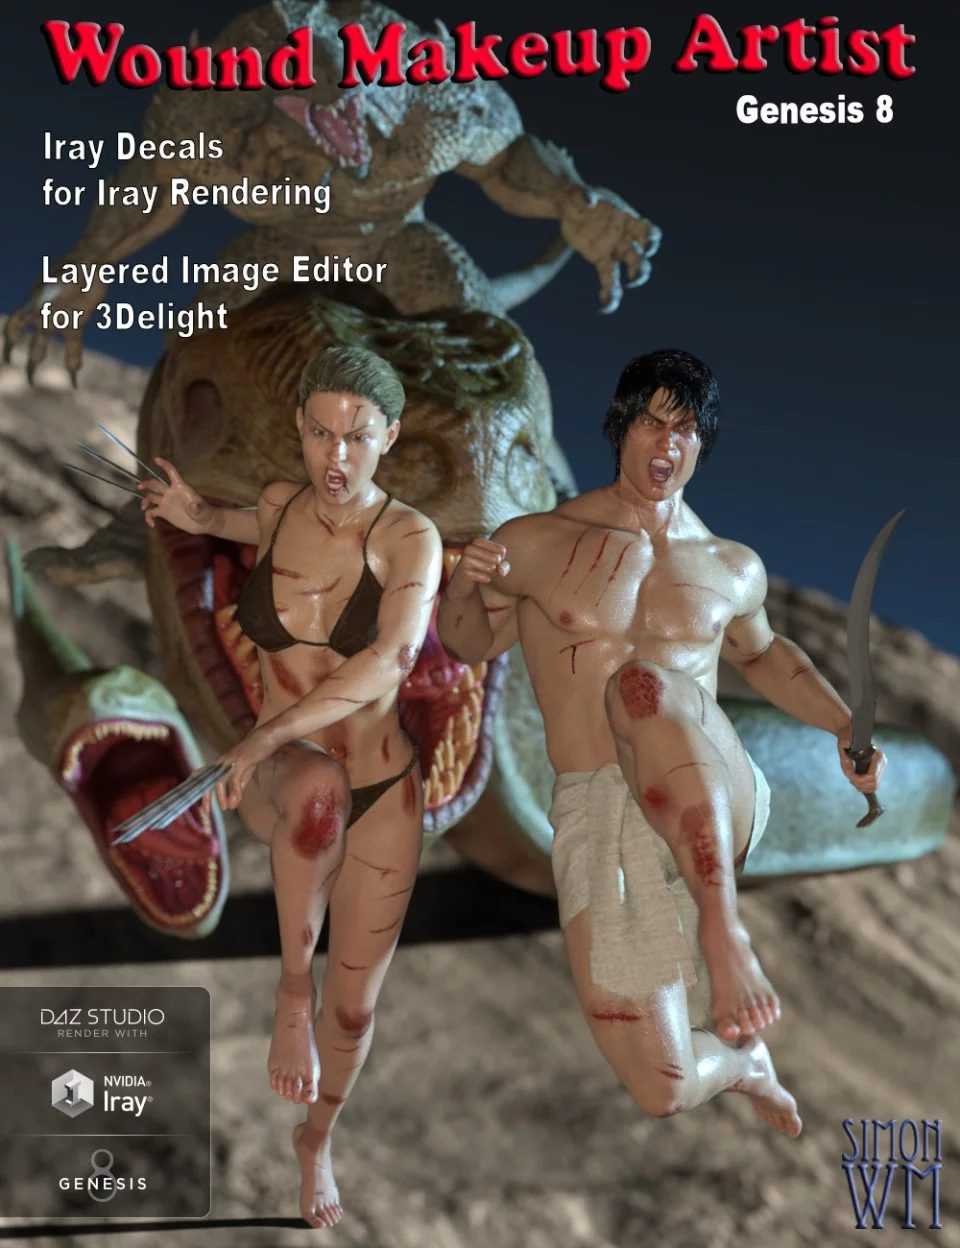 Wound Makeup Artist
Genesis 8
Iray Decals
for Iray Rendering
Layered Image Editor
for 3Delight
DAZ STUDIO
RENDER WITH
NVIDIA®
Iray®
8
GENESIS
SIMON
WM